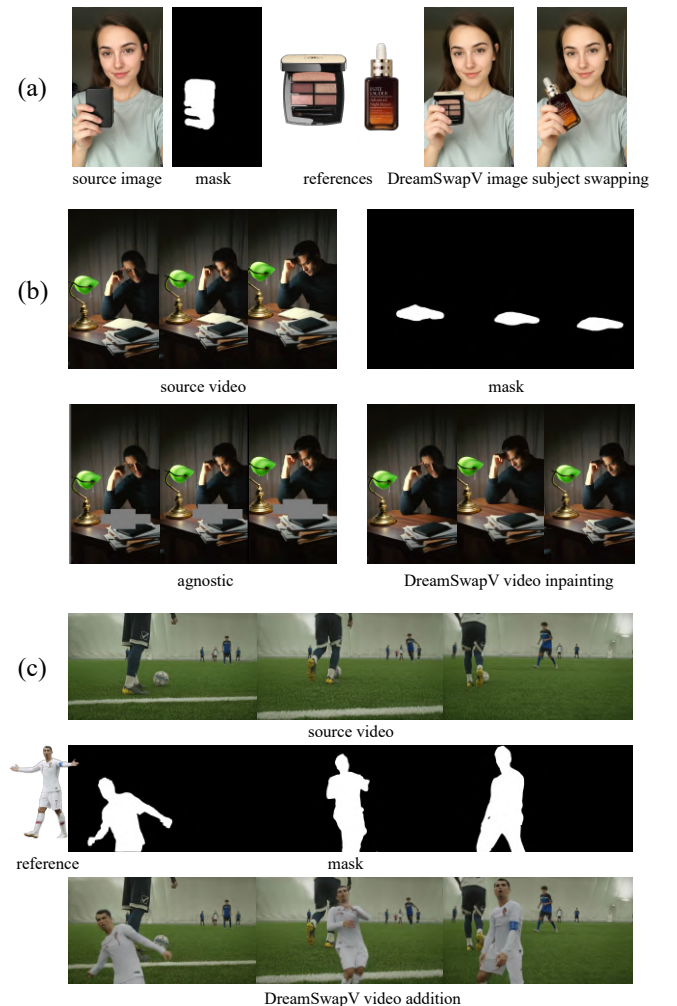 (a)
source image mask references DreamSwapV image subject swapping
(b)
source video mask
agnostic DreamSwapV video inpainting
(c)
source video
reference mask
DreamSwapV video addition